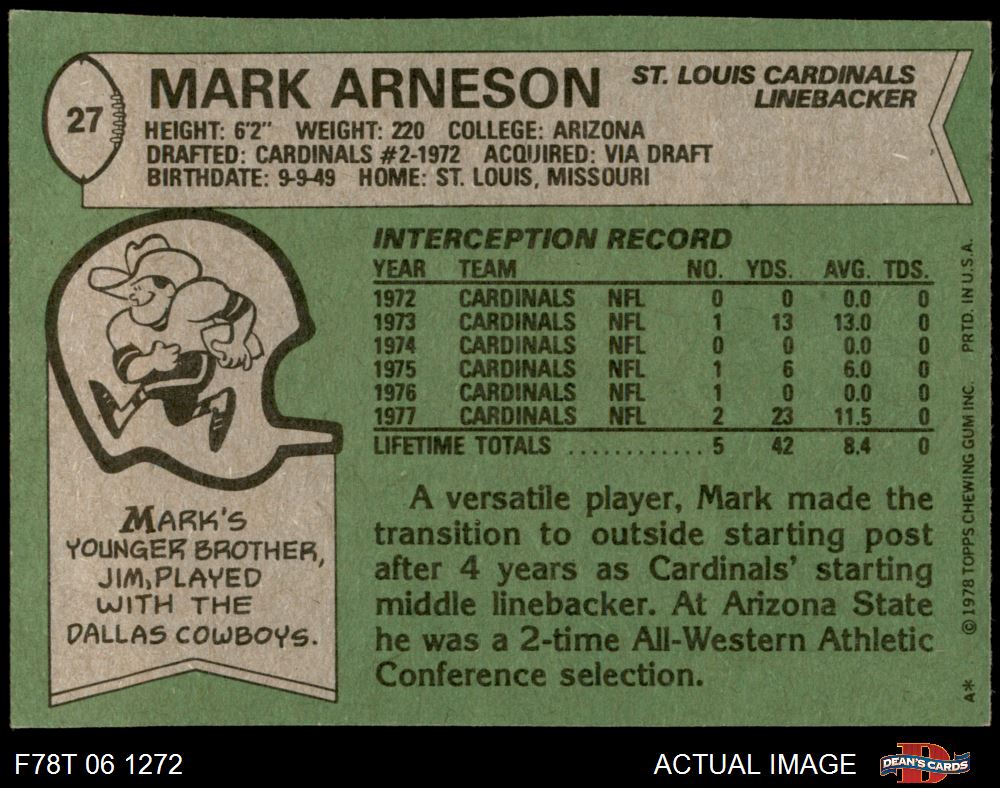 27
MARK ARNESON
ST. LOUIS CARDINALS
LINEBACKER
HEIGHT: 6'2" WEIGHT: 220 COLLEGE: ARIZONA
DRAFTED: CARDINALS #2-1972 ACQUIRED: VIA DRAFT
BIRTHDATE: 9-9-49 HOME: ST. LOUIS, MISSOURI
INTERCEPTION RECORD
YEAR TEAM NO. YDS. AVG. TDS.
1972 CARDINALS NFL 0 0 0.0 0
1973 CARDINALS NFL 1 13 13.0 0
1974 CARDINALS NFL 0 0 0.0 0
1975 CARDINALS NFL 1 6 6.0 0
1976 CARDINALS NFL 1 0 0.0 0
1977 CARDINALS NFL 2 23 11.5 0
LIFETIME TOTALS ............ 5 42 8.4 0
A versatile player, Mark made the
transition to outside starting post
after 4 years as Cardinals' starting
middle linebacker. At Arizona State
he was a 2-time All-Western Athletic
Conference selection.
MARK'S
YOUNGER BROTHER,
JIM, PLAYED
WITH THE
DALLAS COWBOYS.
A* © 1978 TOPPS CHEWING GUM INC. PRTD. IN U.S.A.
F78T 06 1272
ACTUAL IMAGE
D
DEAN'S CARDS